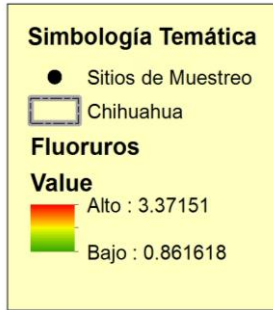 Simbología Temática
Sitios de Muestreo
Chihuahua
Fluoruros
Value
Alto : 3.37151
Bajo : 0.861618